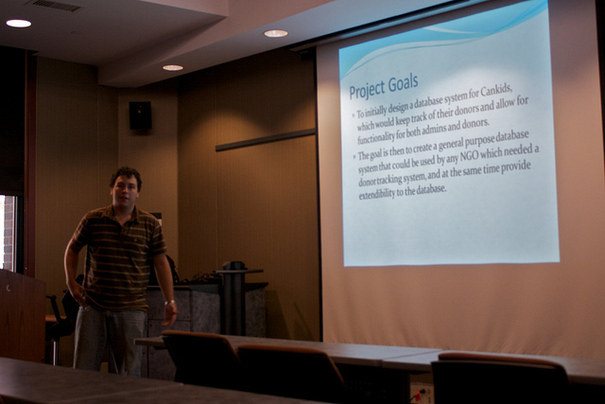 Project Goals
To initially design a database system for Cankids,
which would keep track of their donors and allow for
functionality for both admins and donors.
The goal is then to create a general purpose database
system that could be used by any NGO which needed a
donor tracking system, and at the same time provide
extendibility to the database.